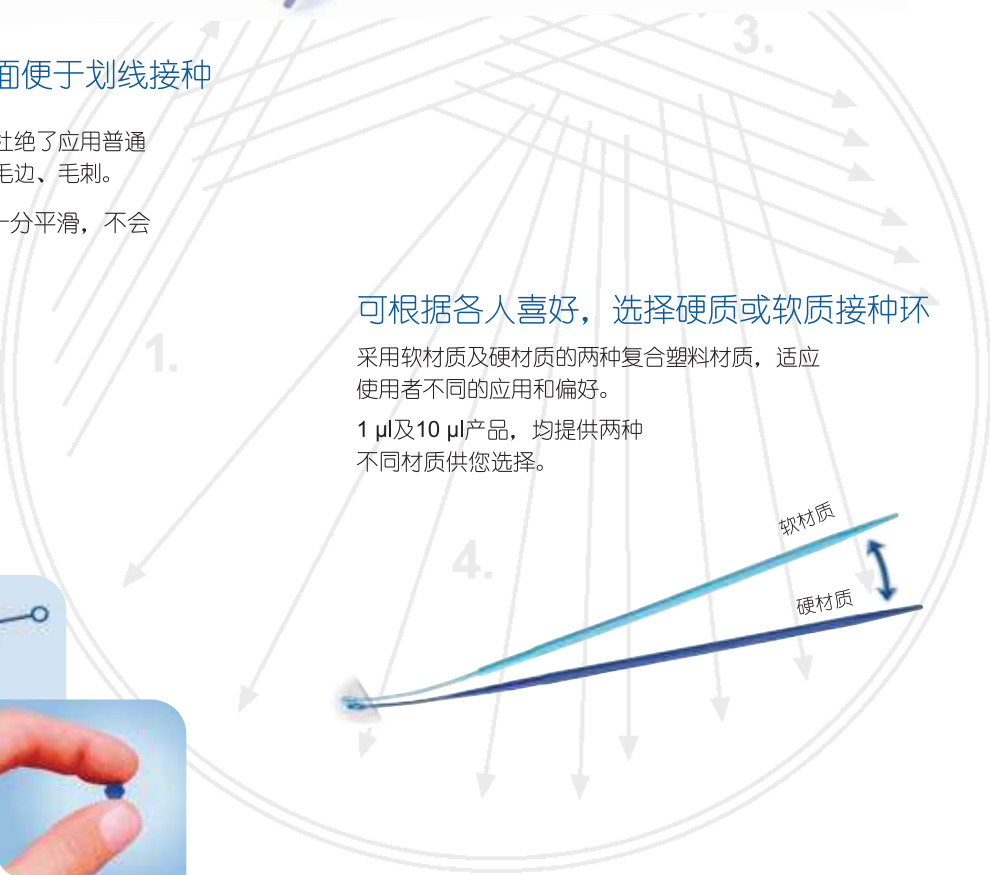 3.
面便于划线接种
杜绝了应用普通
毛边、毛刺。
十分平滑，不会
1.
可根据各人喜好，选择硬质或软质接种环
采用软材质及硬材质的两种复合塑料材质，适应
使用者不同的应用和偏好。
1 µl及10 µl产品，均提供两种
不同材质供您选择。
软材质
4.
硬材质